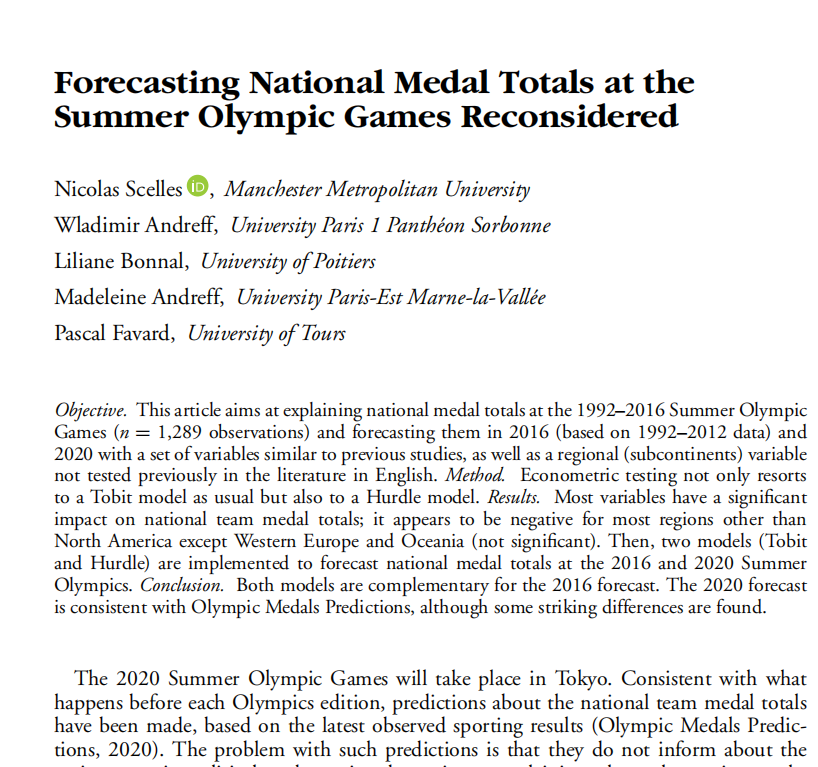 Forecasting National Medal Totals at the
Summer Olympic Games Reconsidered
Nicolas Scelles iD, Manchester Metropolitan University
Wladimir Andreff, University Paris 1 Panthéon Sorbonne
Liliane Bonnal, University of Poitiers
Madeleine Andreff, University Paris-Est Marne-la-Vallée
Pascal Favard, University of Tours
Objective. This article aims at explaining national medal totals at the 1992–2016 Summer Olympic
Games (n = 1,289 observations) and forecasting them in 2016 (based on 1992–2012 data) and
2020 with a set of variables similar to previous studies, as well as a regional (subcontinents) variable
not tested previously in the literature in English. Method. Econometric testing not only resorts
to a Tobit model as usual but also to a Hurdle model. Results. Most variables have a significant
impact on national team medal totals; it appears to be negative for most regions other than
North America except Western Europe and Oceania (not significant). Then, two models (Tobit
and Hurdle) are implemented to forecast national medal totals at the 2016 and 2020 Summer
Olympics. Conclusion. Both models are complementary for the 2016 forecast. The 2020 forecast
is consistent with Olympic Medals Predictions, although some striking differences are found.
The 2020 Summer Olympic Games will take place in Tokyo. Consistent with what
happens before each Olympics edition, predictions about the national team medal totals
have been made, based on the latest observed sporting results (Olympic Medals Predic-
tions, 2020). The problem with such predictions is that they do not inform about the